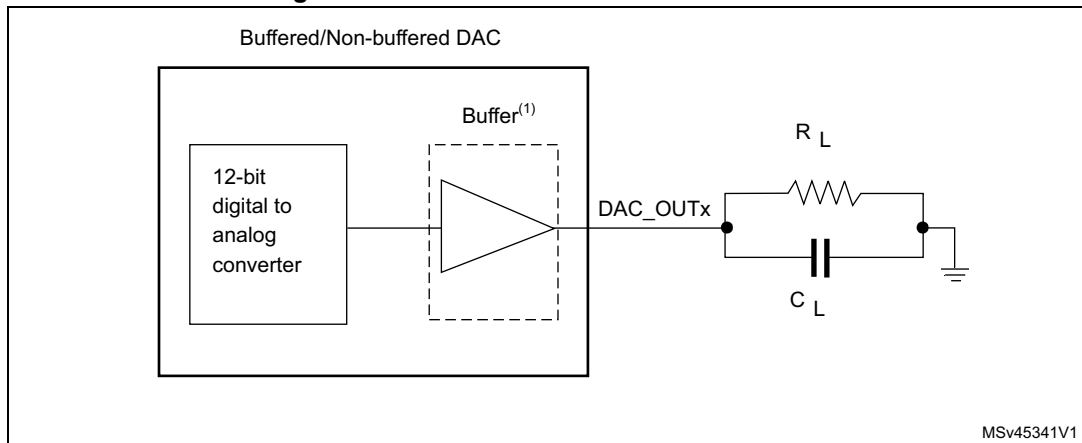 Buffered/Non-buffered DAC
Buffer(1)
12-bit
digital to
analog
converter
DAC_OUTx
R L
C L
MSv45341V1